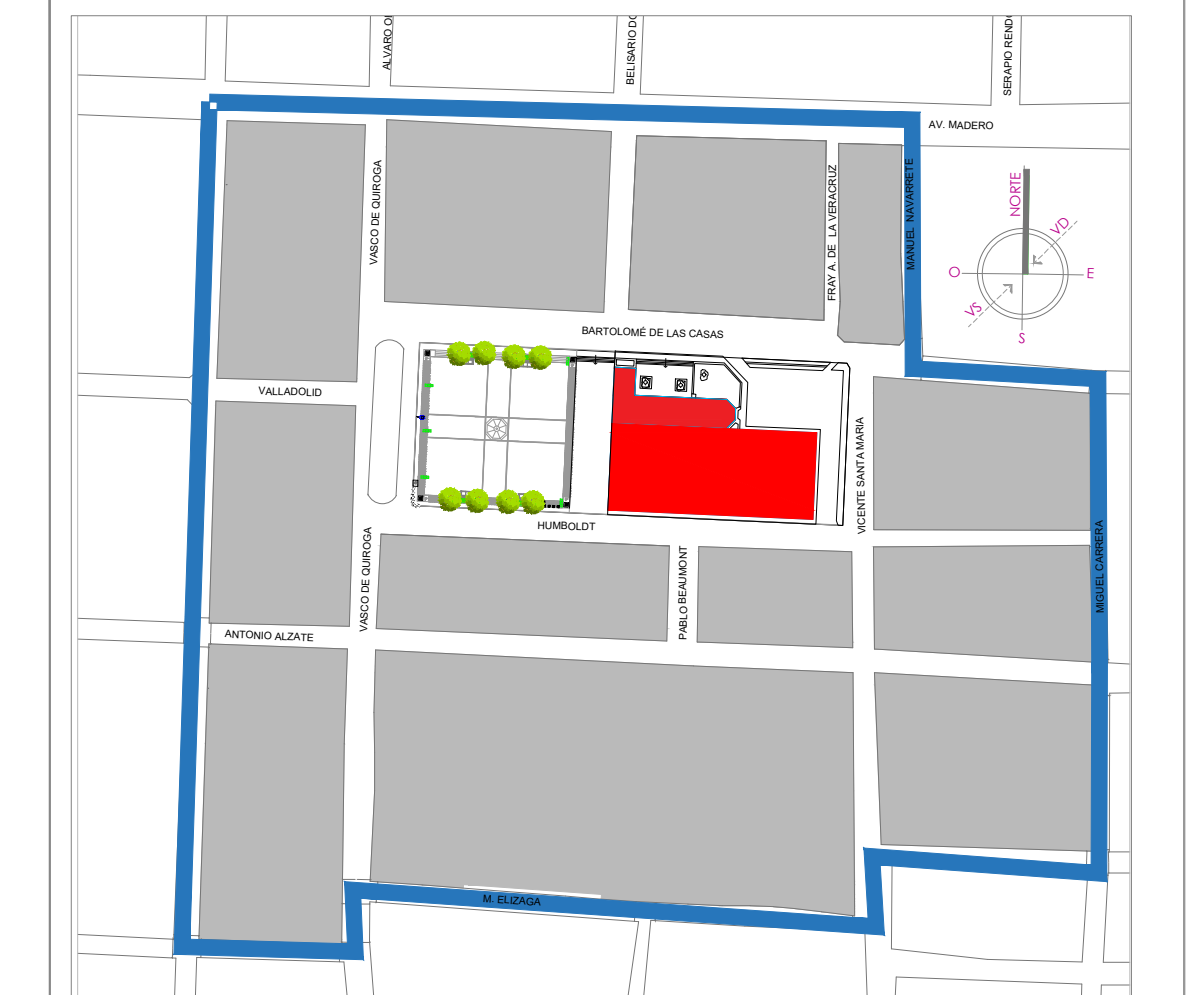 ALVARO O
BELISARIO DO
SERAPIO REND
AV. MADERO
VASCO DE QUIROGA
FRAY A. DE LA VERACRUZ
MANUEL NAVARRETE
NORTE
VD
O
E
VS
S
BARTOLOMÉ DE LAS CASAS
VALLADOLID
VICENTE SANTA MARIA
HUMBOLDT
VASCO DE QUIROGA
PABLO BEAUMONT
MIGUEL CARRERA
ANTONIO ALZATE
M. ELIZAGA